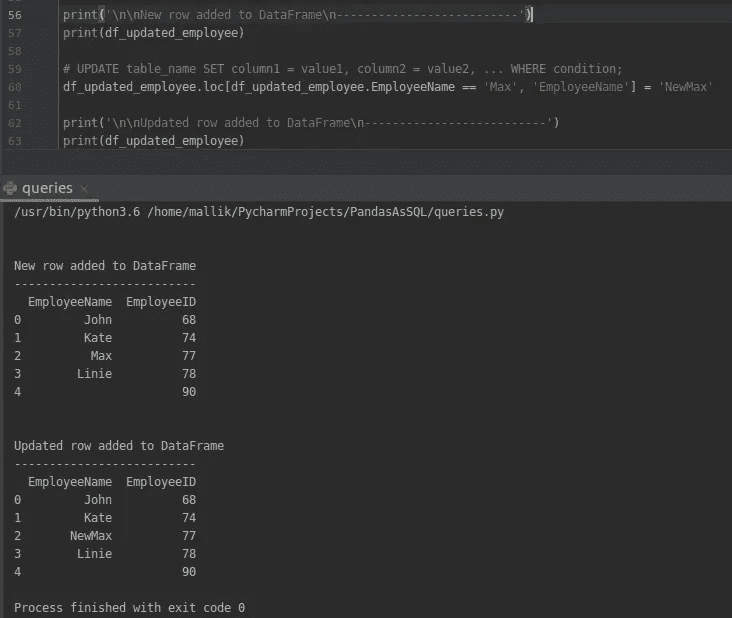 56 print('\n\nNew row added to DataFrame\n--------------------------')
57 print(df_updated_employee)
58
59 # UPDATE table_name SET column1 = value1, column2 = value2, ... WHERE condition;
60 df_updated_employee.loc[df_updated_employee.EmployeeName == 'Max', 'EmployeeName'] = 'NewMax'
61
62 print('\n\nUpdated row added to DataFrame\n--------------------------')
63 print(df_updated_employee)
queries ×
/usr/bin/python3.6 /home/mallik/PycharmProjects/PandasAsSQL/queries.py
New row added to DataFrame
--------------------------
EmployeeName EmployeeID
0 John 68
1 Kate 74
2 Max 77
3 Linie 78
4 90
Updated row added to DataFrame
--------------------------
EmployeeName EmployeeID
0 John 68
1 Kate 74
2 NewMax 77
3 Linie 78
4 90
Process finished with exit code 0